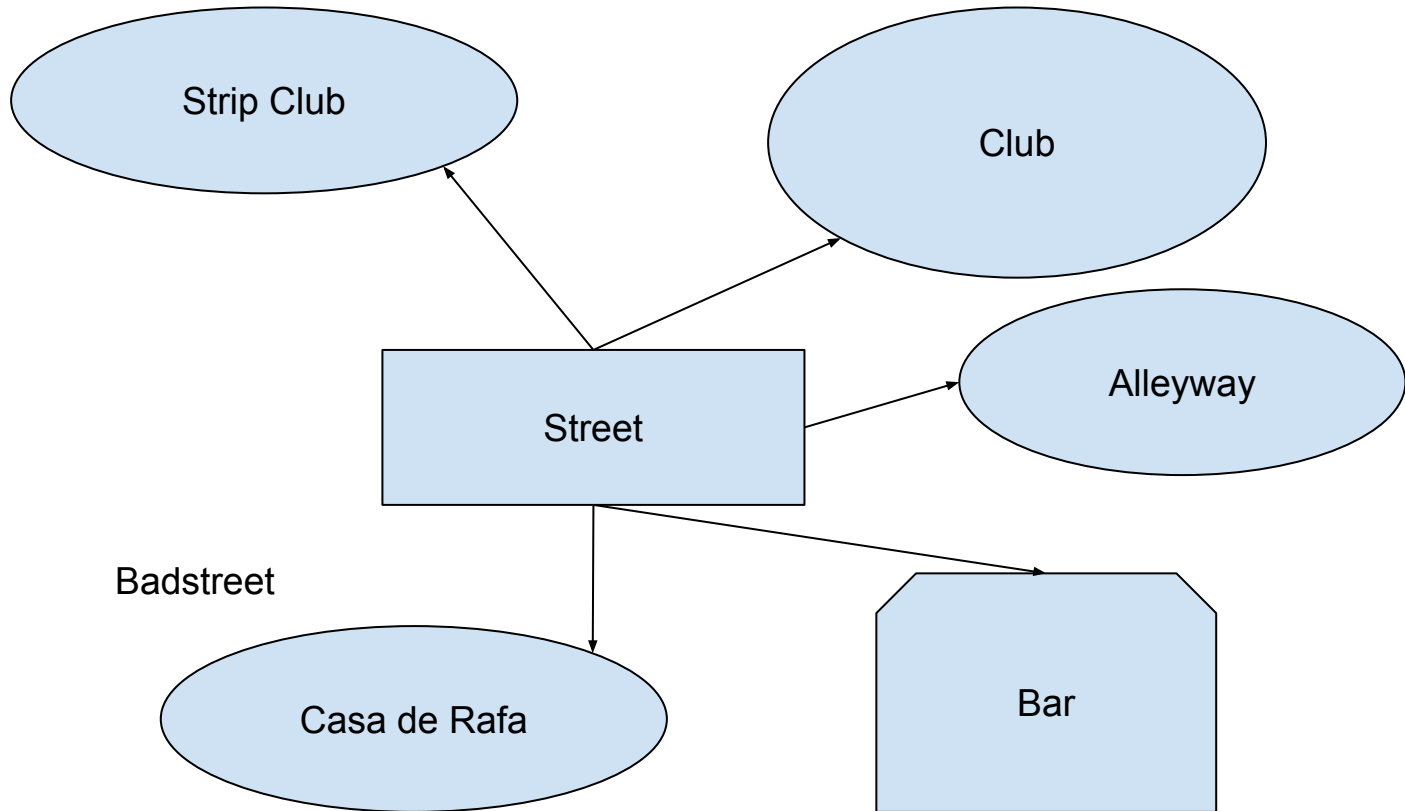 Strip Club
Club
Alleyway
Street
Badstreet
Casa de Rafa
Bar